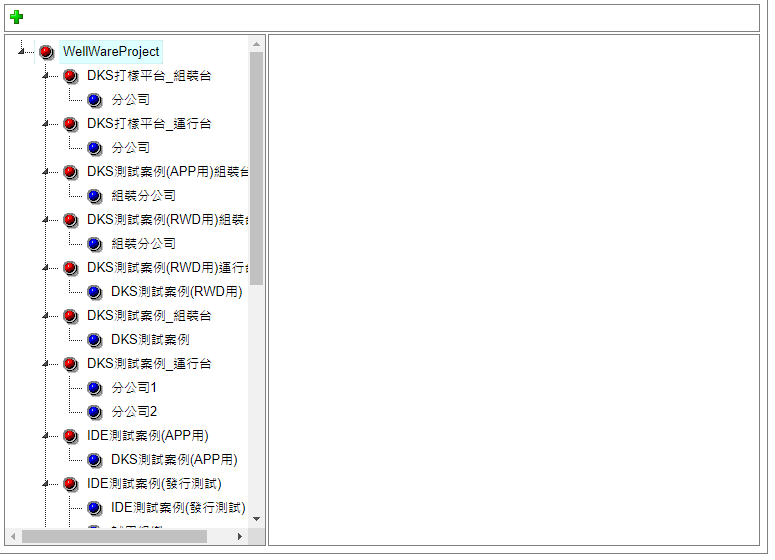 WellWareProject
DKS打樣平台_組裝台
分公司
DKS打樣平台_運行台
分公司
DKS測試案例(APP用)組裝台
組裝分公司
DKS測試案例(RWD用)組裝
組裝分公司
DKS測試案例(RWD用)運行台
DKS測試案例(RWD用)
DKS測試案例_組裝台
DKS測試案例
DKS測試案例_運行台
分公司1
分公司2
IDE測試案例(APP用)
DKS測試案例(APP用)
IDE測試案例(發行測試)
IDE測試案例(發行測試)